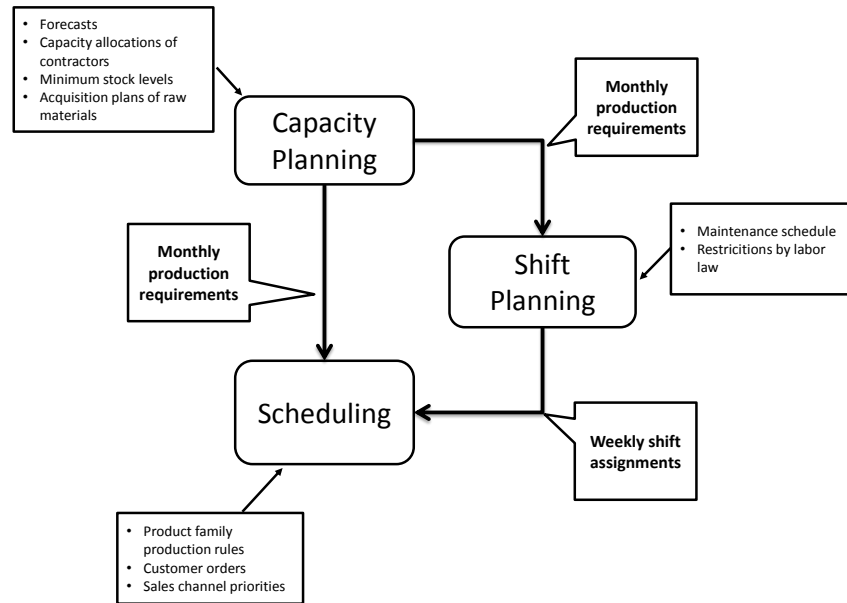 • Forecasts
• Capacity allocations of
contractors
• Minimum stock levels
• Acquisition plans of raw
materials
Capacity
Planning
Monthly
production
requirements
Monthly
production
requirements
• Maintenance schedule
• Restricitions by labor
law
Shift
Planning
Scheduling
Weekly shift
assignments
• Product family
production rules
• Customer orders
• Sales channel priorities